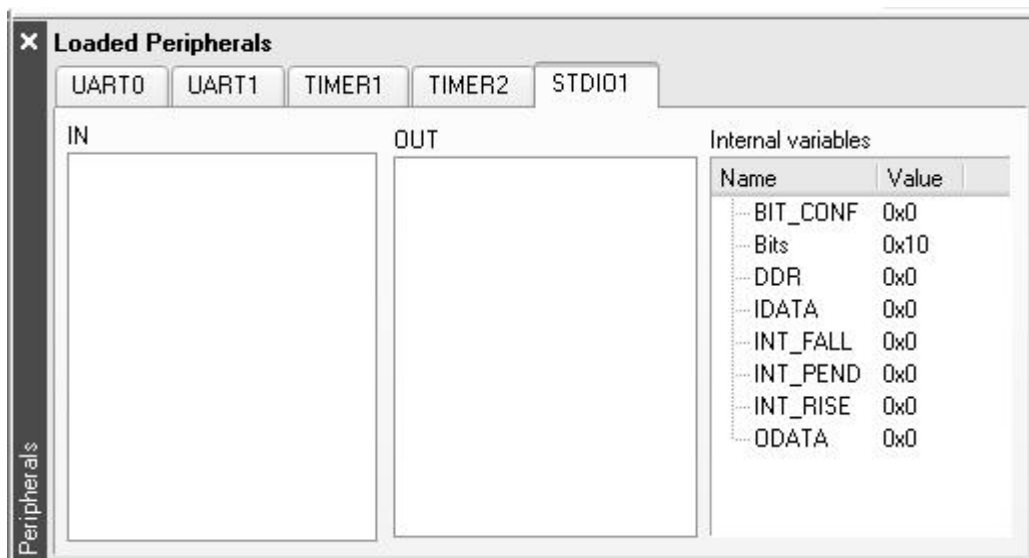 Loaded Peripherals
UART0 UART1 TIMER1 TIMER2 STDIO1
IN OUT Internal variables
Name Value
BIT_CONF 0x0
Bits 0x10
DDR 0x0
IDATA 0x0
INT_FALL 0x0
INT_PEND 0x0
INT_RISE 0x0
ODATA 0x0
Peripherals